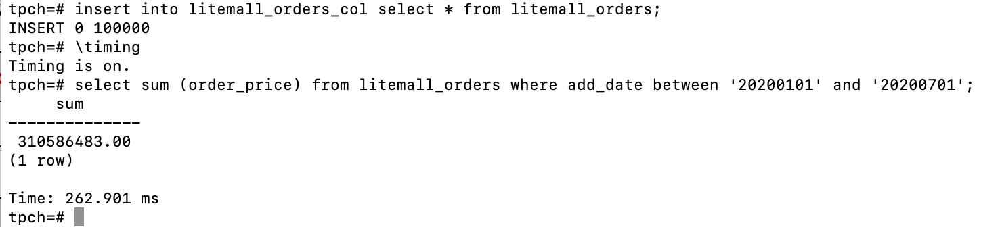 tpch=# insert into litemall_orders_col select * from litemall_orders;
INSERT 0 100000
tpch=# \timing
Timing is on.
tpch=# select sum (order_price) from litemall_orders where add_date between '20200101' and '20200701';
     sum
--------------
 310586483.00
(1 row)

Time: 262.901 ms
tpch=#